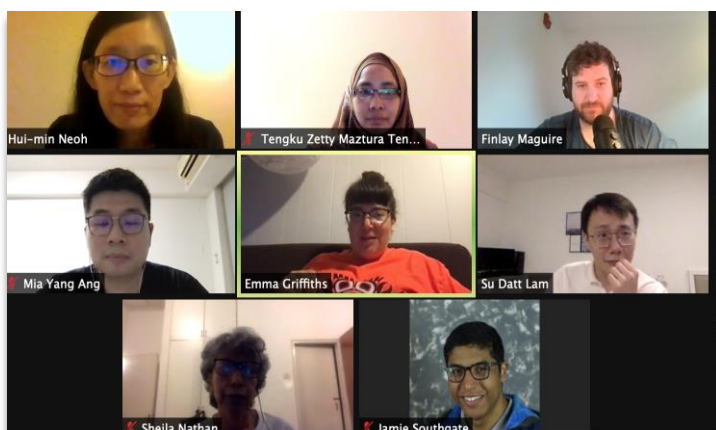 Hui-min Neoh
Tengku Zetty Maztura Ten...
Finlay Maguire
Mia Yang Ang
Emma Griffiths
Su Datt Lam
Sheila Nathan
Jamie Southgate